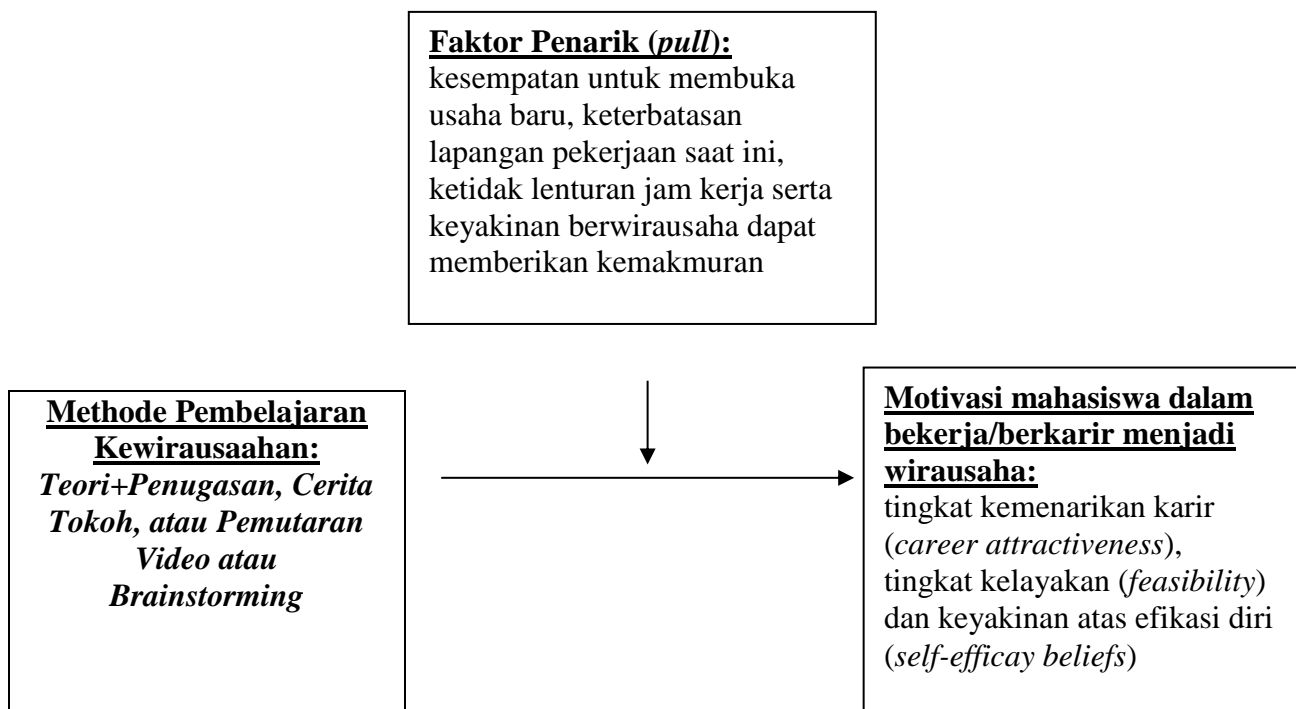 Faktor Penarik (pull):
kesempatan untuk membuka
usaha baru, keterbatasan
lapangan pekerjaan saat ini,
ketidak lenturan jam kerja serta
keyakinan berwirausaha dapat
memberikan kemakmuran
Methode Pembelajaran
Kewirausaahan:
Teori+Penugasan, Cerita
Tokoh, atau Pemutaran
Video atau
Brainstorming
Motivasi mahasiswa dalam
bekerja/berkarir menjadi
wirausaha:
tingkat kemenarikan karir
(career attractiveness),
tingkat kelayakan (feasibility)
dan keyakinan atas efikasi diri
(self-efficay beliefs)